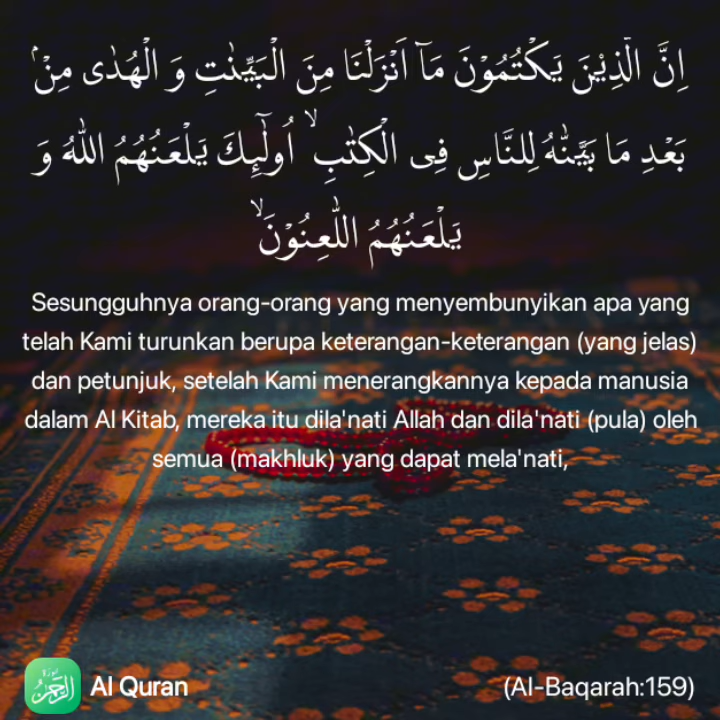 اِنَّ الَّذِيْنَ يَكْتُمُوْنَ مَآ اَنْزَلْنَا مِنَ الْبَيِّنٰتِ وَ الْهُدٰى مِنْۢ
بَعْدِ مَا بَيَّنّٰهُ لِلنَّاسِ فِى الْكِتٰبِ ۙ اُولٰٓئِكَ يَلْعَنُهُمُ اللّٰهُ وَ
يَلْعَنُهُمُ اللّٰعِنُوْنَ ۙ
Sesungguhnya orang-orang yang menyembunyikan apa yang
telah Kami turunkan berupa keterangan-keterangan (yang jelas)
dan petunjuk, setelah Kami menerangkannya kepada manusia
dalam Al Kitab, mereka itu dila'nati Allah dan dila'nati (pula) oleh
semua (makhluk) yang dapat mela'nati,
Al Quran
(Al-Baqarah:159)